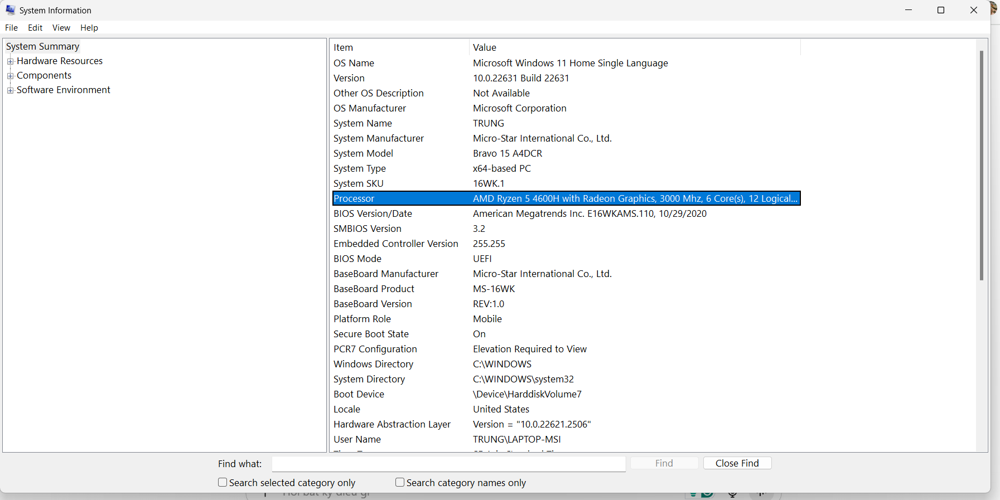 System Information
File Edit View Help
System Summary
Hardware Resources
Components
Software Environment
Item Value
OS Name Microsoft Windows 11 Home Single Language
Version 10.0.22631 Build 22631
Other OS Description Not Available
OS Manufacturer Microsoft Corporation
System Name TRUNG
System Manufacturer Micro-Star International Co., Ltd.
System Model Bravo 15 A4DCR
System Type x64-based PC
System SKU 16WK.1
Processor AMD Ryzen 5 4600H with Radeon Graphics, 3000 Mhz, 6 Core(s), 12 Logical...
BIOS Version/Date American Megatrends Inc. E16WKAMS.110, 10/29/2020
SMBIOS Version 3.2
Embedded Controller Version 255.255
BIOS Mode UEFI
BaseBoard Manufacturer Micro-Star International Co., Ltd.
BaseBoard Product MS-16WK
BaseBoard Version REV:1.0
Platform Role Mobile
Secure Boot State On
PCR7 Configuration Elevation Required to View
Windows Directory C:\WINDOWS
System Directory C:\WINDOWS\system32
Boot Device \Device\HarddiskVolume7
Locale United States
Hardware Abstraction Layer Version = "10.0.22621.2506"
User Name TRUNG\LAPTOP-MSI
Find what: Find Close Find
Search selected category only Search category names only